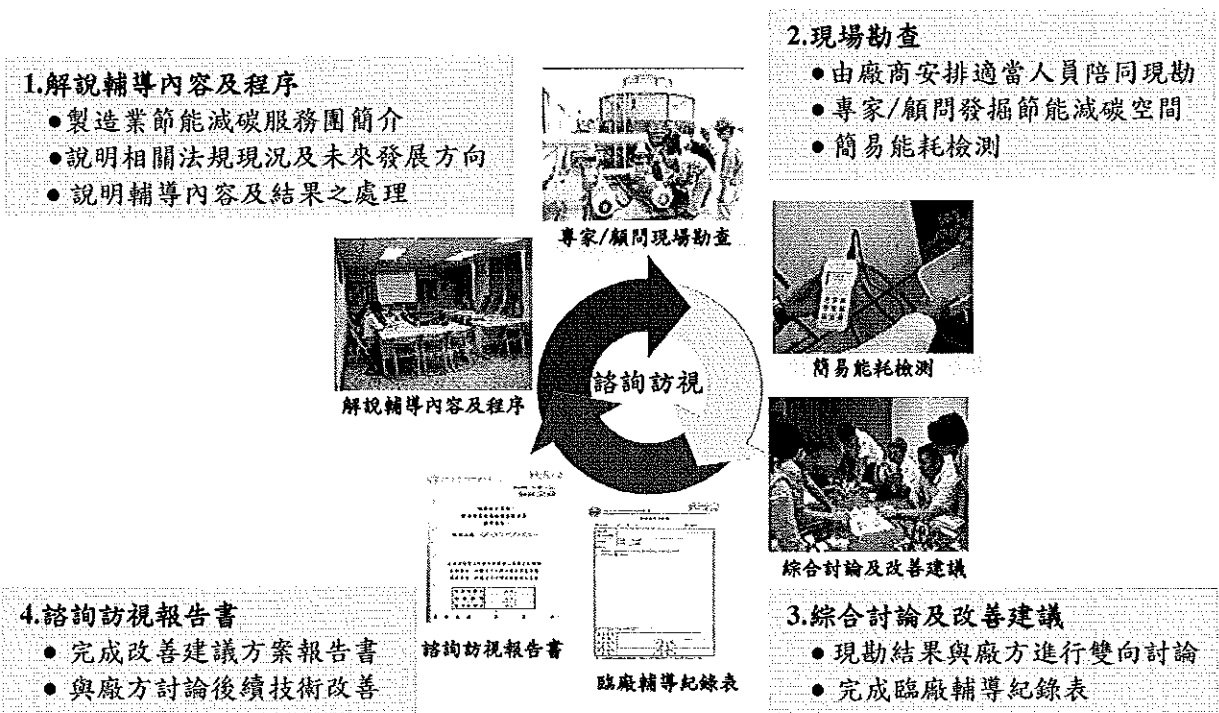 1.解說輔導內容及程序
●製造業節能減碳服務團簡介
●說明相關法規現況及未來發展方向
●說明輔導內容及結果之處理
2.現場勘查
●由廠商安排適當人員陪同現勘
●專家/顧問發掘節能減碳空間
●簡易能耗檢測
專家/顧問現場勘查
解說輔導內容及程序
諮詢訪視
簡易能耗檢測
綜合討論及改善建議
諮詢訪視報告書
臨廠輔導紀錄表
4.諮詢訪視報告書
●完成改善建議方案報告書
●與廠方討論後續技術改善
3.綜合討論及改善建議
●現勘結果與廠方進行雙向討論
●完成臨廠輔導紀錄表